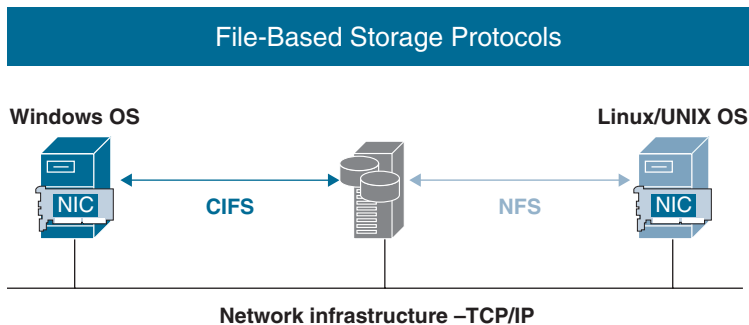 File-Based Storage Protocols
Windows OS
Linux/UNIX OS
NIC
CIFS
NFS
NIC
Network infrastructure –TCP/IP